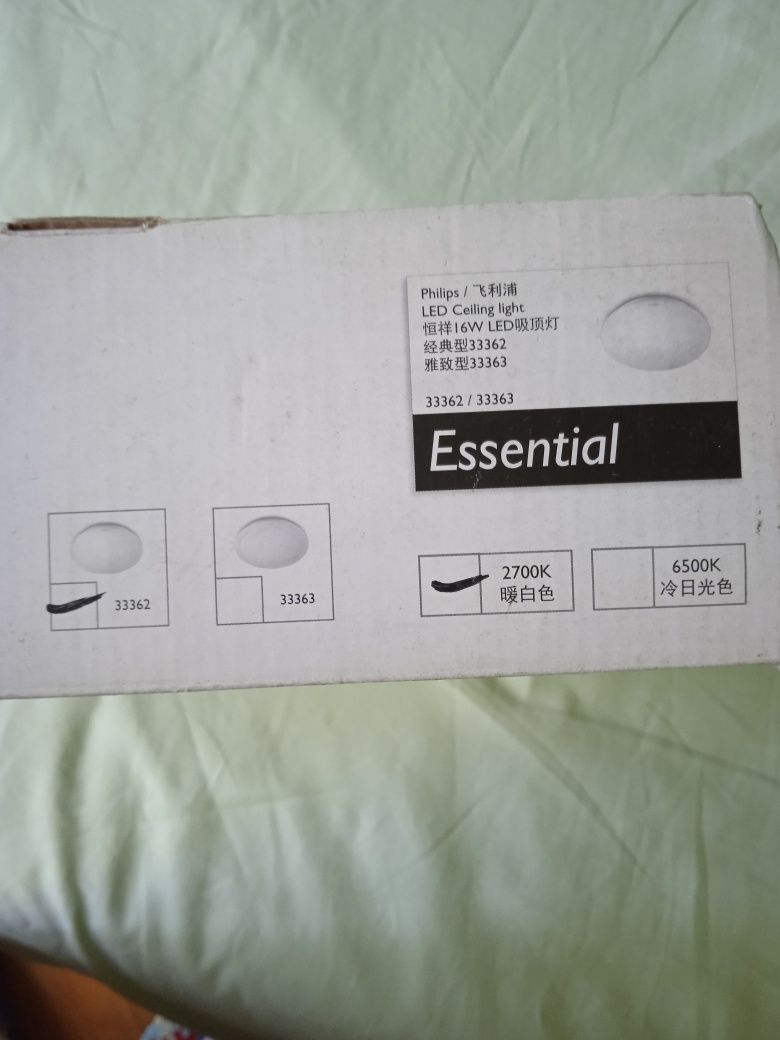 Philips / 飞利浦
LED Ceiling light
恒祥16W LED吸顶灯
经典型33362
雅致型33363
33362 / 33363
Essential
33362
33363
2700K
暖白色
6500K
冷日光色